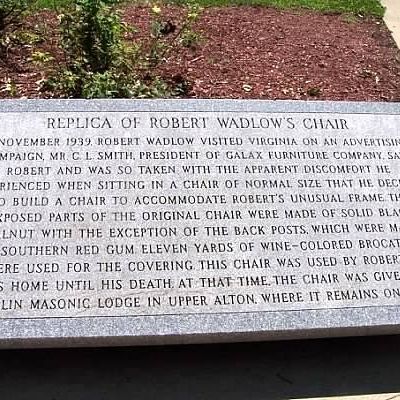 REPLICA OF ROBERT WADLOW'S CHAIR
NOVEMBER 1939, ROBERT WADLOW VISITED VIRGINIA ON AN ADVERTISIN
MPAIGN, MR. C. L. SMITH, PRESIDENT OF GALAX FURNITURE COMPANY, SA
ROBERT AND WAS SO TAKEN WITH THE APPARENT DISCOMFORT HE
RIENCED WHEN SITTING IN A CHAIR OF NORMAL SIZE THAT HE DEC
O BUILD A CHAIR TO ACCOMMODATE ROBERT'S UNUSUAL FRAME. TH
XPOSED PARTS OF THE ORIGINAL CHAIR WERE MADE OF SOLID BLA
LNUT WITH THE EXCEPTION OF THE BACK POSTS, WHICH WERE M
SOUTHERN RED GUM. ELEVEN YARDS OF WINE-COLORED BROCAT
ERE USED FOR THE COVERING. THIS CHAIR WAS USED BY ROBERT
S HOME UNTIL HIS DEATH, AT THAT TIME, THE CHAIR WAS GIVE
LIN MASONIC LODGE IN UPPER ALTON, WHERE IT REMAINS ON